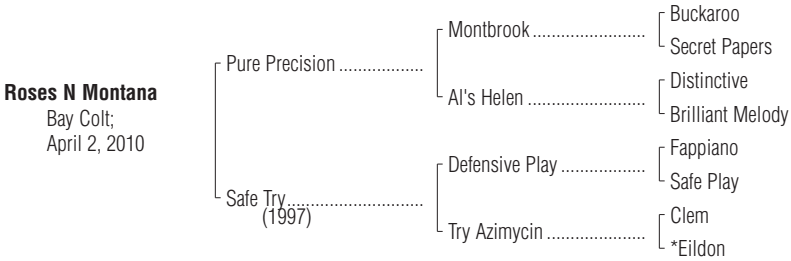 Roses N Montana
Bay Colt;
April 2, 2010
Pure Precision ..................
Safe Try.............................
(1997)
Montbrook ........................
Al's Helen .........................
Defensive Play ..................
Try Azimycin .....................
Buckaroo
Secret Papers
Distinctive
Brilliant Melody
Fappiano
Safe Play
Clem
*Eildon